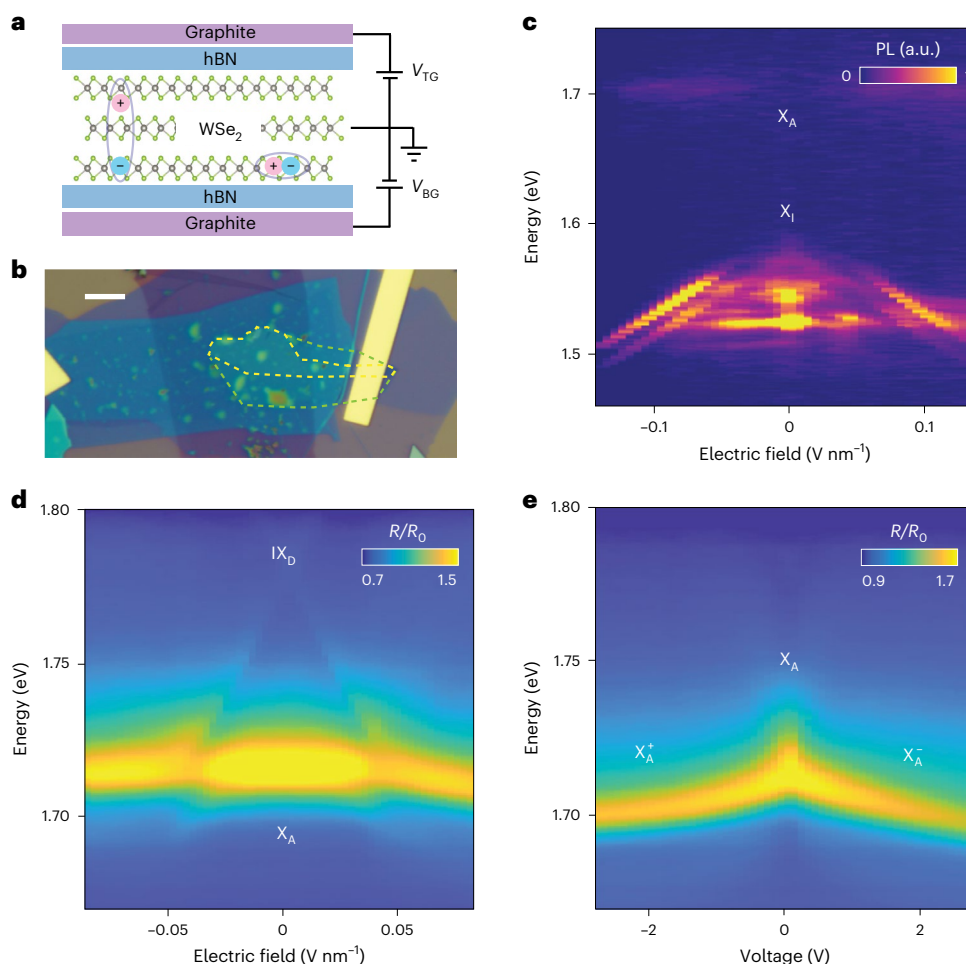 a
Graphite
hBN
V_TG
+
WSe₂
−
+ −
V_BG
hBN
Graphite
b
c
PL (a.u.)
0
1.7
X_A
X_I
1.6
1.5
Energy (eV)
−0.1
0
0.1
Electric field (V nm⁻¹)
d
1.80
R/R₀
IX_D
0.7
1.5
1.75
Energy (eV)
1.70
X_A
−0.05
0
0.05
Electric field (V nm⁻¹)
e
1.80
R/R₀
0.9
1.7
1.75
X_A
Energy (eV)
X_A⁺
X_A⁻
1.70
−2
0
2
Voltage (V)